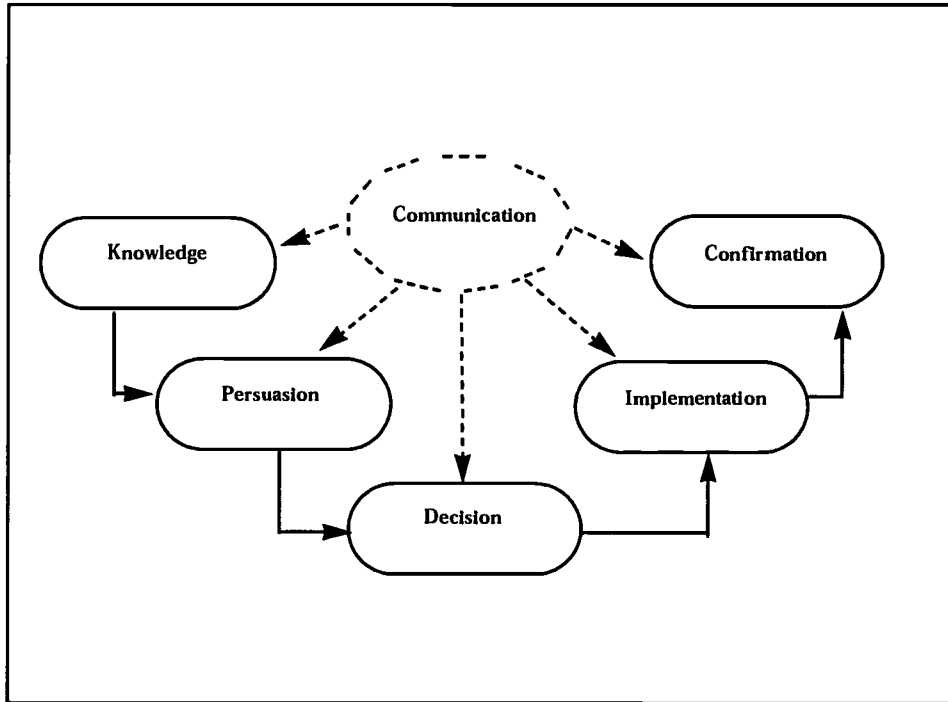 Communication
Knowledge
Confirmation
Persuasion
Implementation
Decision